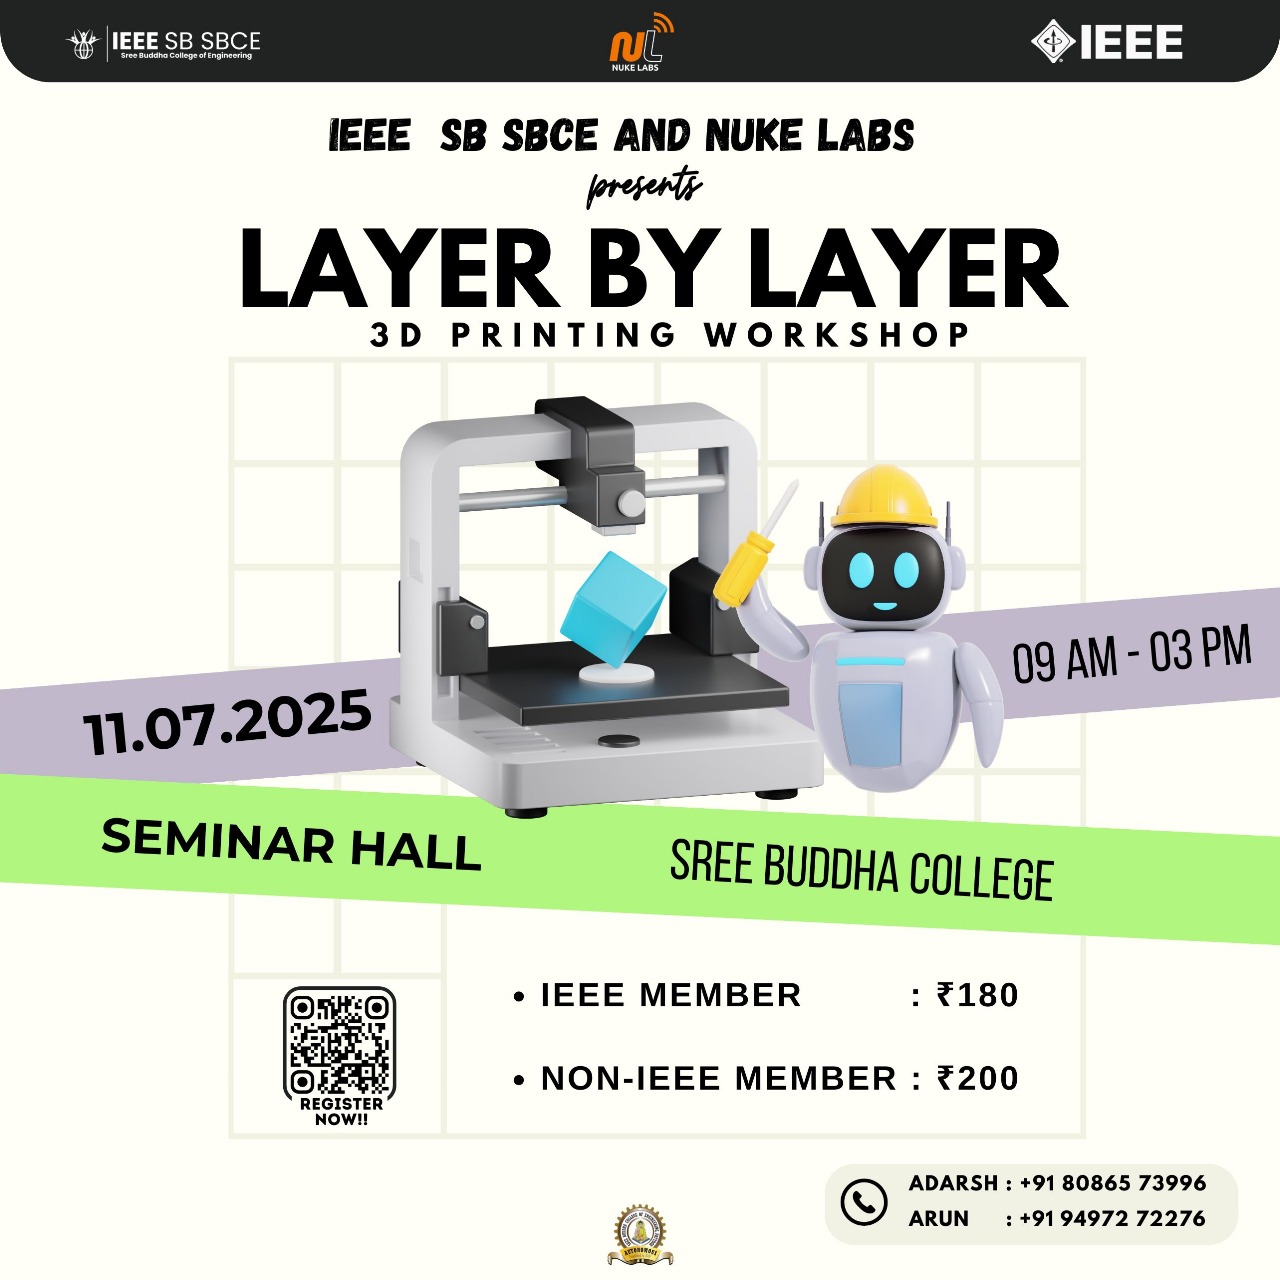 IEEE SB SBCE
Sree Buddha College of Engineering
NL
NUKE LABS
IEEE
IEEE SB SBCE AND NUKE LABS
presents
LAYER BY LAYER
3D PRINTING WORKSHOP
09 AM - 03 PM
11.07.2025
SEMINAR HALL
SREE BUDDHA COLLEGE
• IEEE MEMBER : ₹180
• NON-IEEE MEMBER : ₹200
REGISTER
NOW!!
ADARSH : +91 80865 73996
ARUN : +91 94972 72276
AUTONOMOUS